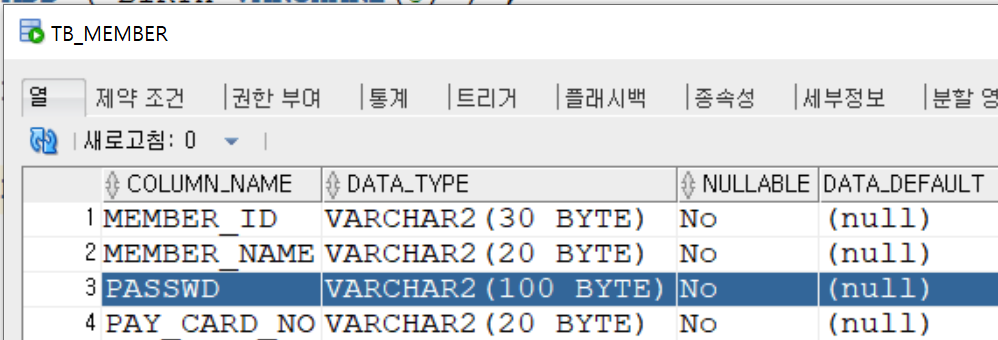 TB_MEMBER
열 제약 조건 |권한 부여 |통계 |트리거 |플래시백 |종속성 |세부정보 |분할 영
새로고침: 0
COLUMN_NAME DATA_TYPE NULLABLE DATA_DEFAULT
1 MEMBER_ID VARCHAR2(30 BYTE) No (null)
2 MEMBER_NAME VARCHAR2(20 BYTE) No (null)
3 PASSWD VARCHAR2(100 BYTE) No (null)
4 PAY_CARD_NO VARCHAR2(20 BYTE) No (null)